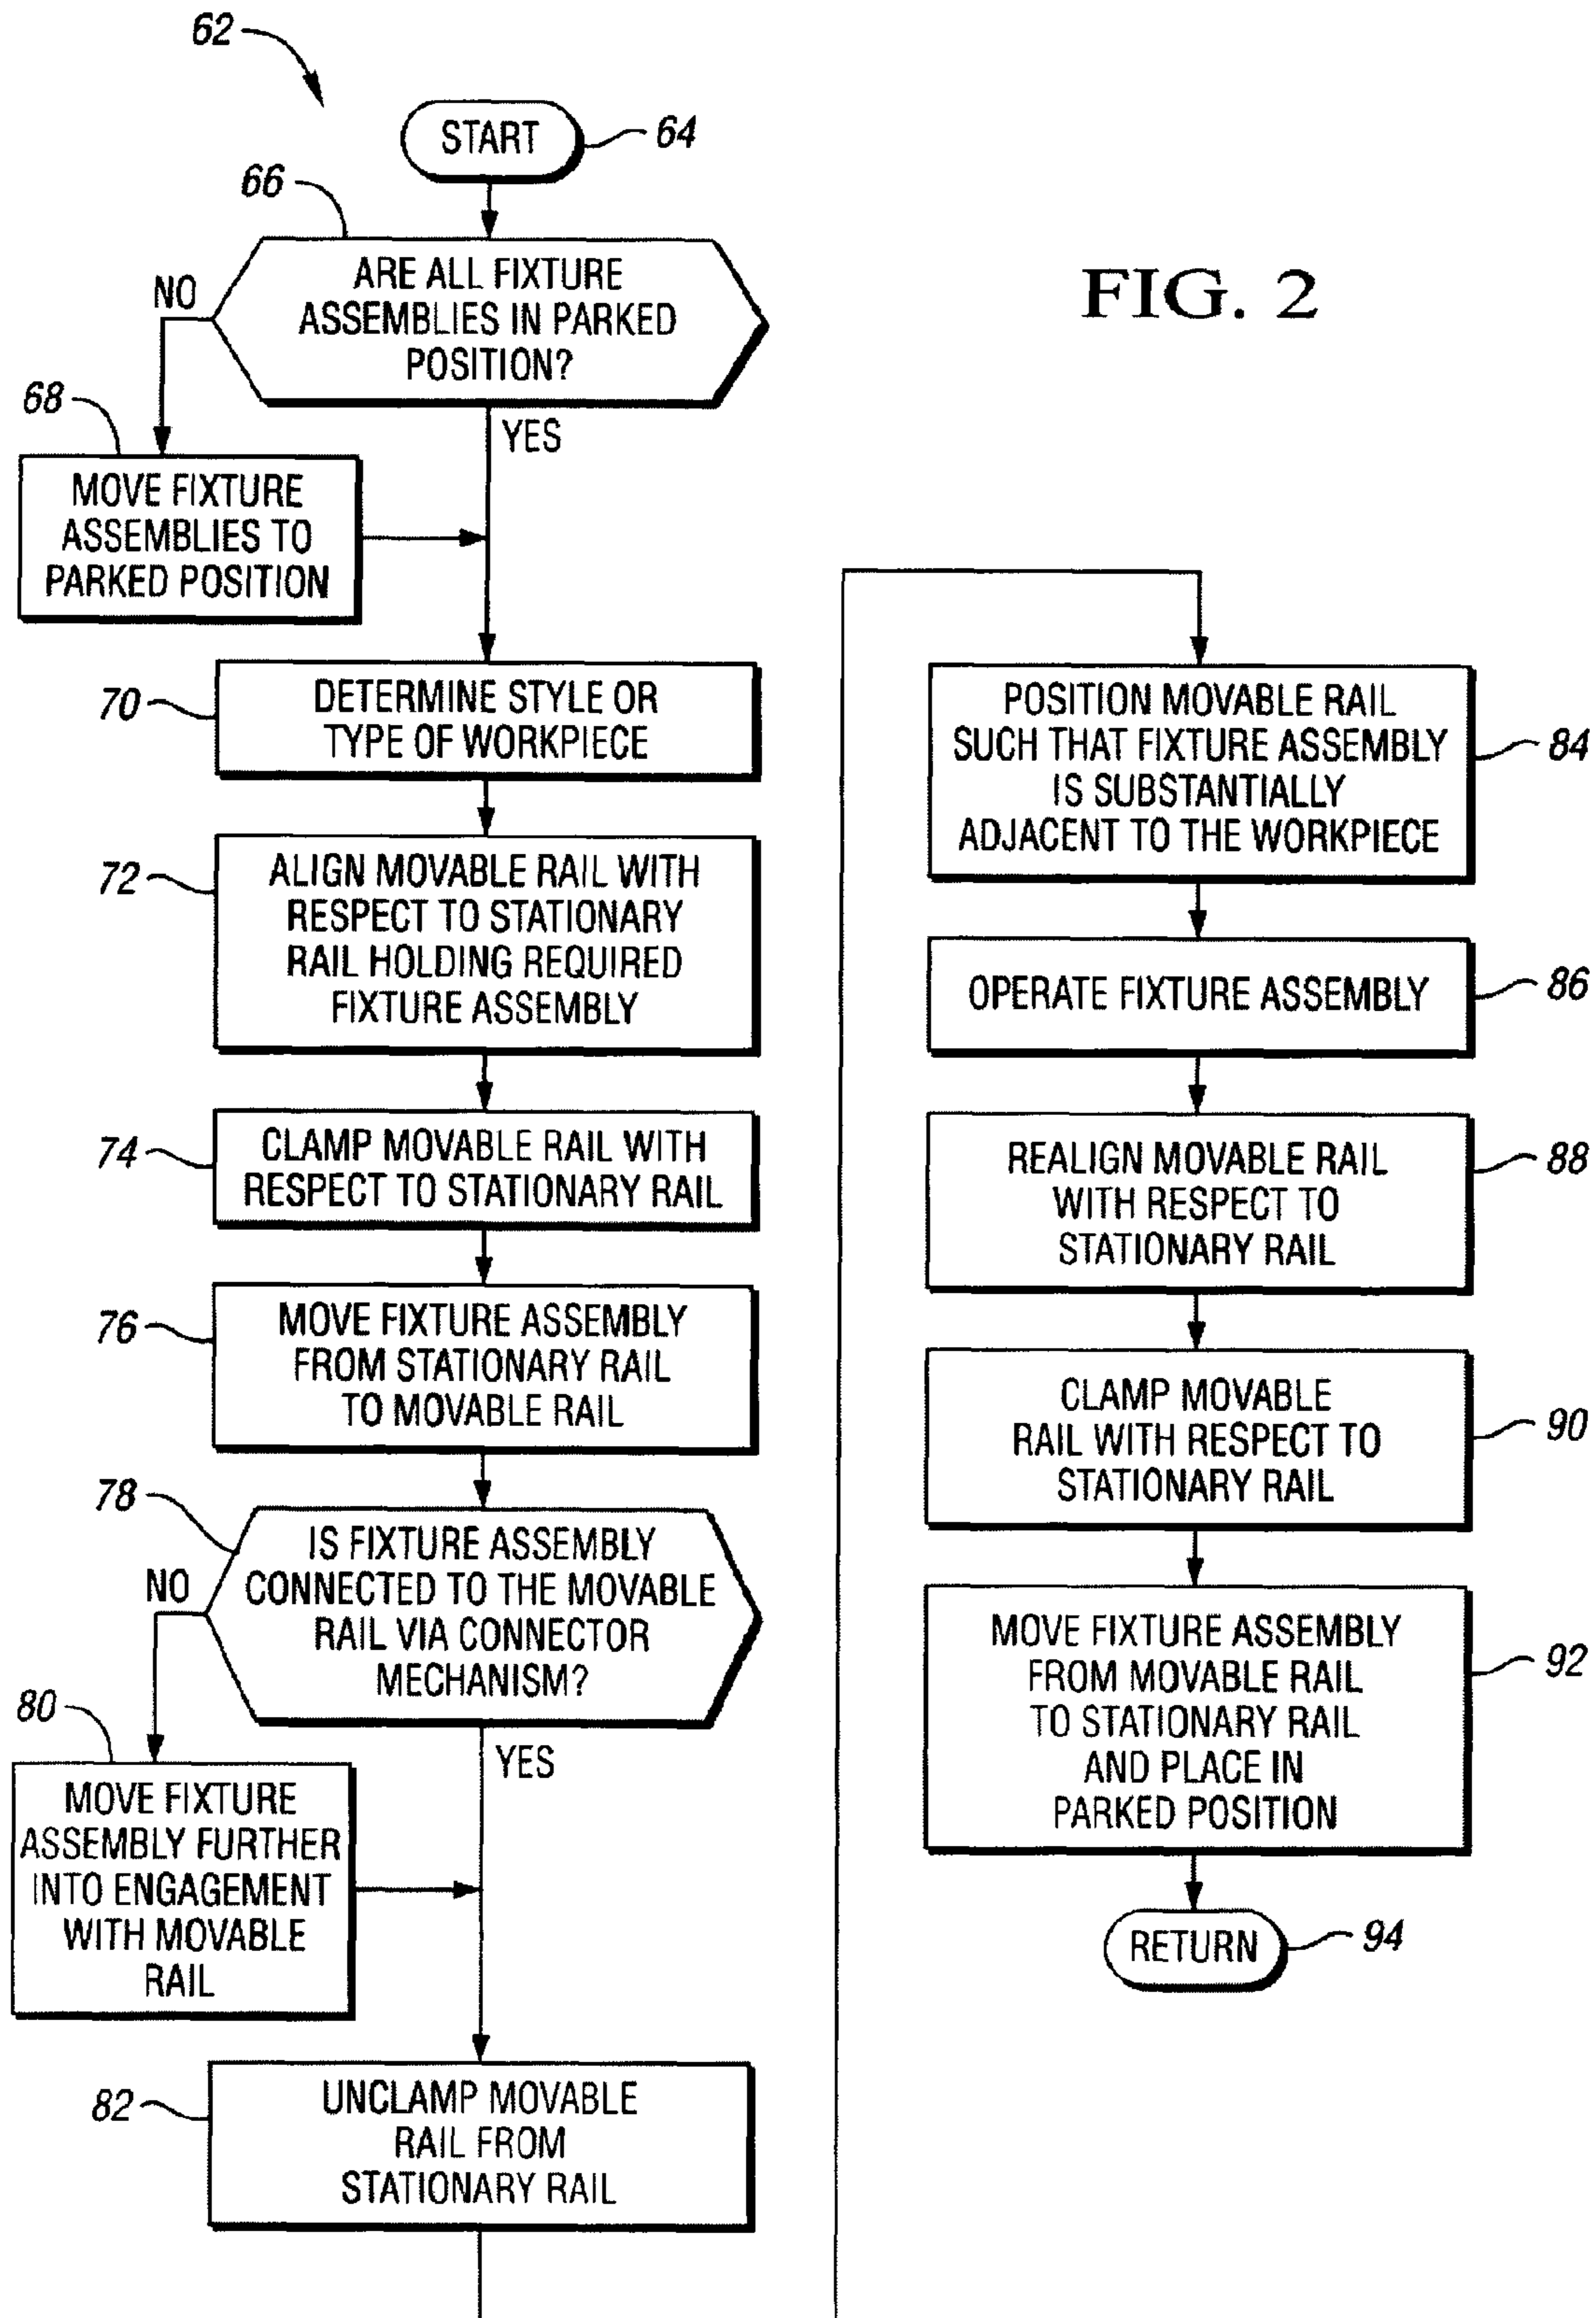 62
START
64
66
ARE ALL FIXTURE
ASSEMBLIES IN PARKED
POSITION?
NO
YES
FIG. 2
68
MOVE FIXTURE
ASSEMBLIES TO
PARKED POSITION
70
DETERMINE STYLE OR
TYPE OF WORKPIECE
72
ALIGN MOVABLE RAIL WITH
RESPECT TO STATIONARY
RAIL HOLDING REQUIRED
FIXTURE ASSEMBLY
74
CLAMP MOVABLE RAIL WITH
RESPECT TO STATIONARY RAIL
76
MOVE FIXTURE ASSEMBLY
FROM STATIONARY RAIL
TO MOVABLE RAIL
78
IS FIXTURE ASSEMBLY
CONNECTED TO THE MOVABLE
RAIL VIA CONNECTOR
MECHANISM?
NO
YES
80
MOVE FIXTURE
ASSEMBLY FURTHER
INTO ENGAGEMENT
WITH MOVABLE
RAIL
82
UNCLAMP MOVABLE
RAIL FROM
STATIONARY RAIL
POSITION MOVABLE RAIL
SUCH THAT FIXTURE ASSEMBLY
IS SUBSTANTIALLY
ADJACENT TO THE WORKPIECE
84
OPERATE FIXTURE ASSEMBLY
86
REALIGN MOVABLE RAIL
WITH RESPECT TO
STATIONARY RAIL
88
CLAMP MOVABLE
RAIL WITH RESPECT TO
STATIONARY RAIL
90
MOVE FIXTURE ASSEMBLY
FROM MOVABLE RAIL
TO STATIONARY RAIL
AND PLACE IN
PARKED POSITION
92
RETURN
94